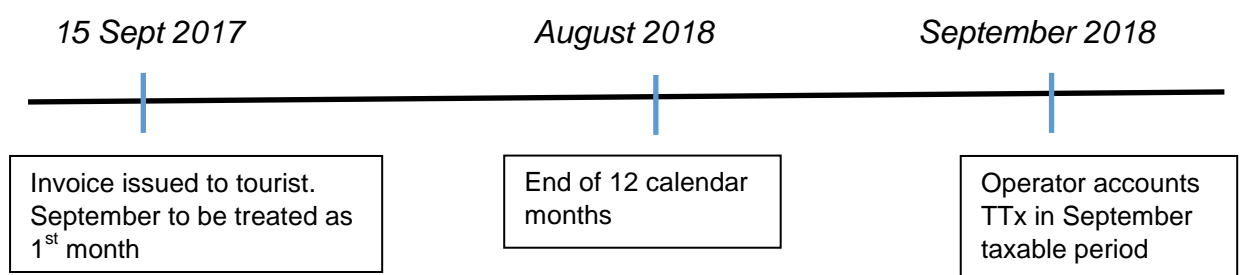 15 Sept 2017
August 2018
September 2018
Invoice issued to tourist.
September to be treated as
1st month
End of 12 calendar
months
Operator accounts
TTx in September
taxable period